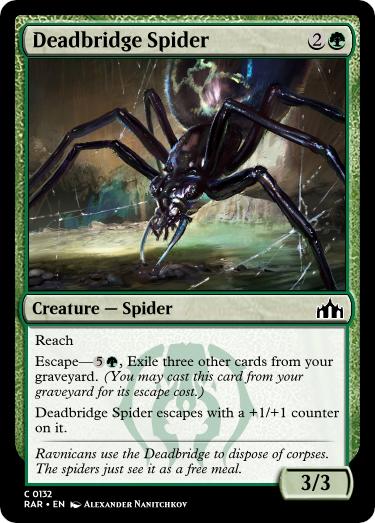 Deadbridge Spider 2
Creature — Spider
Reach
Escape—5, Exile three other cards from your
graveyard. (You may cast this card from your
graveyard for its escape cost.)
Deadbridge Spider escapes with a +1/+1 counter
on it.
Ravnicans use the Deadbridge to dispose of corpses.
The spiders just see it as a free meal.
3/3
C 0132
RAR • EN Alexander Nanitchkov